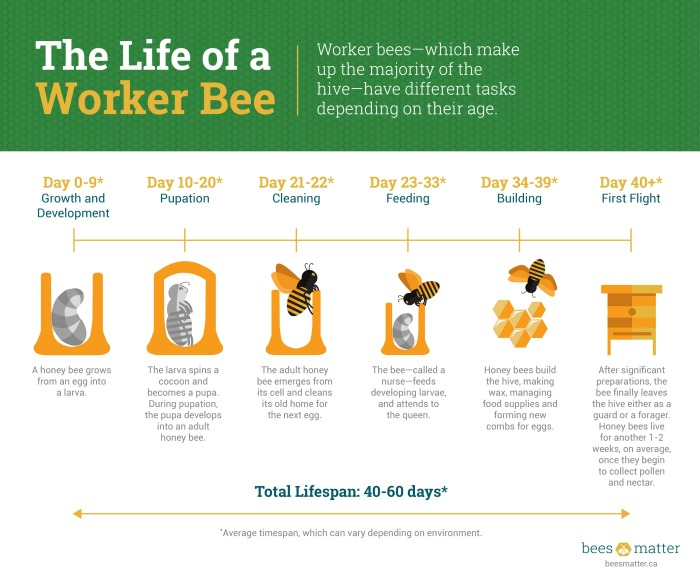 The Life of a
Worker Bee
Worker bees—which make
up the majority of the
hive—have different tasks
depending on their age.
Day 0-9*
Growth and
Development
Day 10-20*
Pupation
Day 21-22*
Cleaning
Day 23-33*
Feeding
Day 34-39*
Building
Day 40+*
First Flight
A honey bee grows
from an egg into
a larva.
The larva spins a
cocoon and
becomes a pupa.
During pupation,
the pupa develops
into an adult
honey bee.
The adult honey
bee emerges from
its cell and cleans
its old home for
the next egg.
The bee—called a
nurse—feeds
developing larvae,
and attends to
the queen.
Honey bees build
the hive, making
wax, managing
food supplies and
forming new
combs for eggs.
After significant
preparations, the
bee finally leaves
the hive either as a
guard or a forager.
Honey bees live
for another 1-2
weeks, on average,
once they begin
to collect pollen
and nectar.
Total Lifespan: 40-60 days*
*Average timespan, which can vary depending on environment.
bees matter
beesmatter.ca